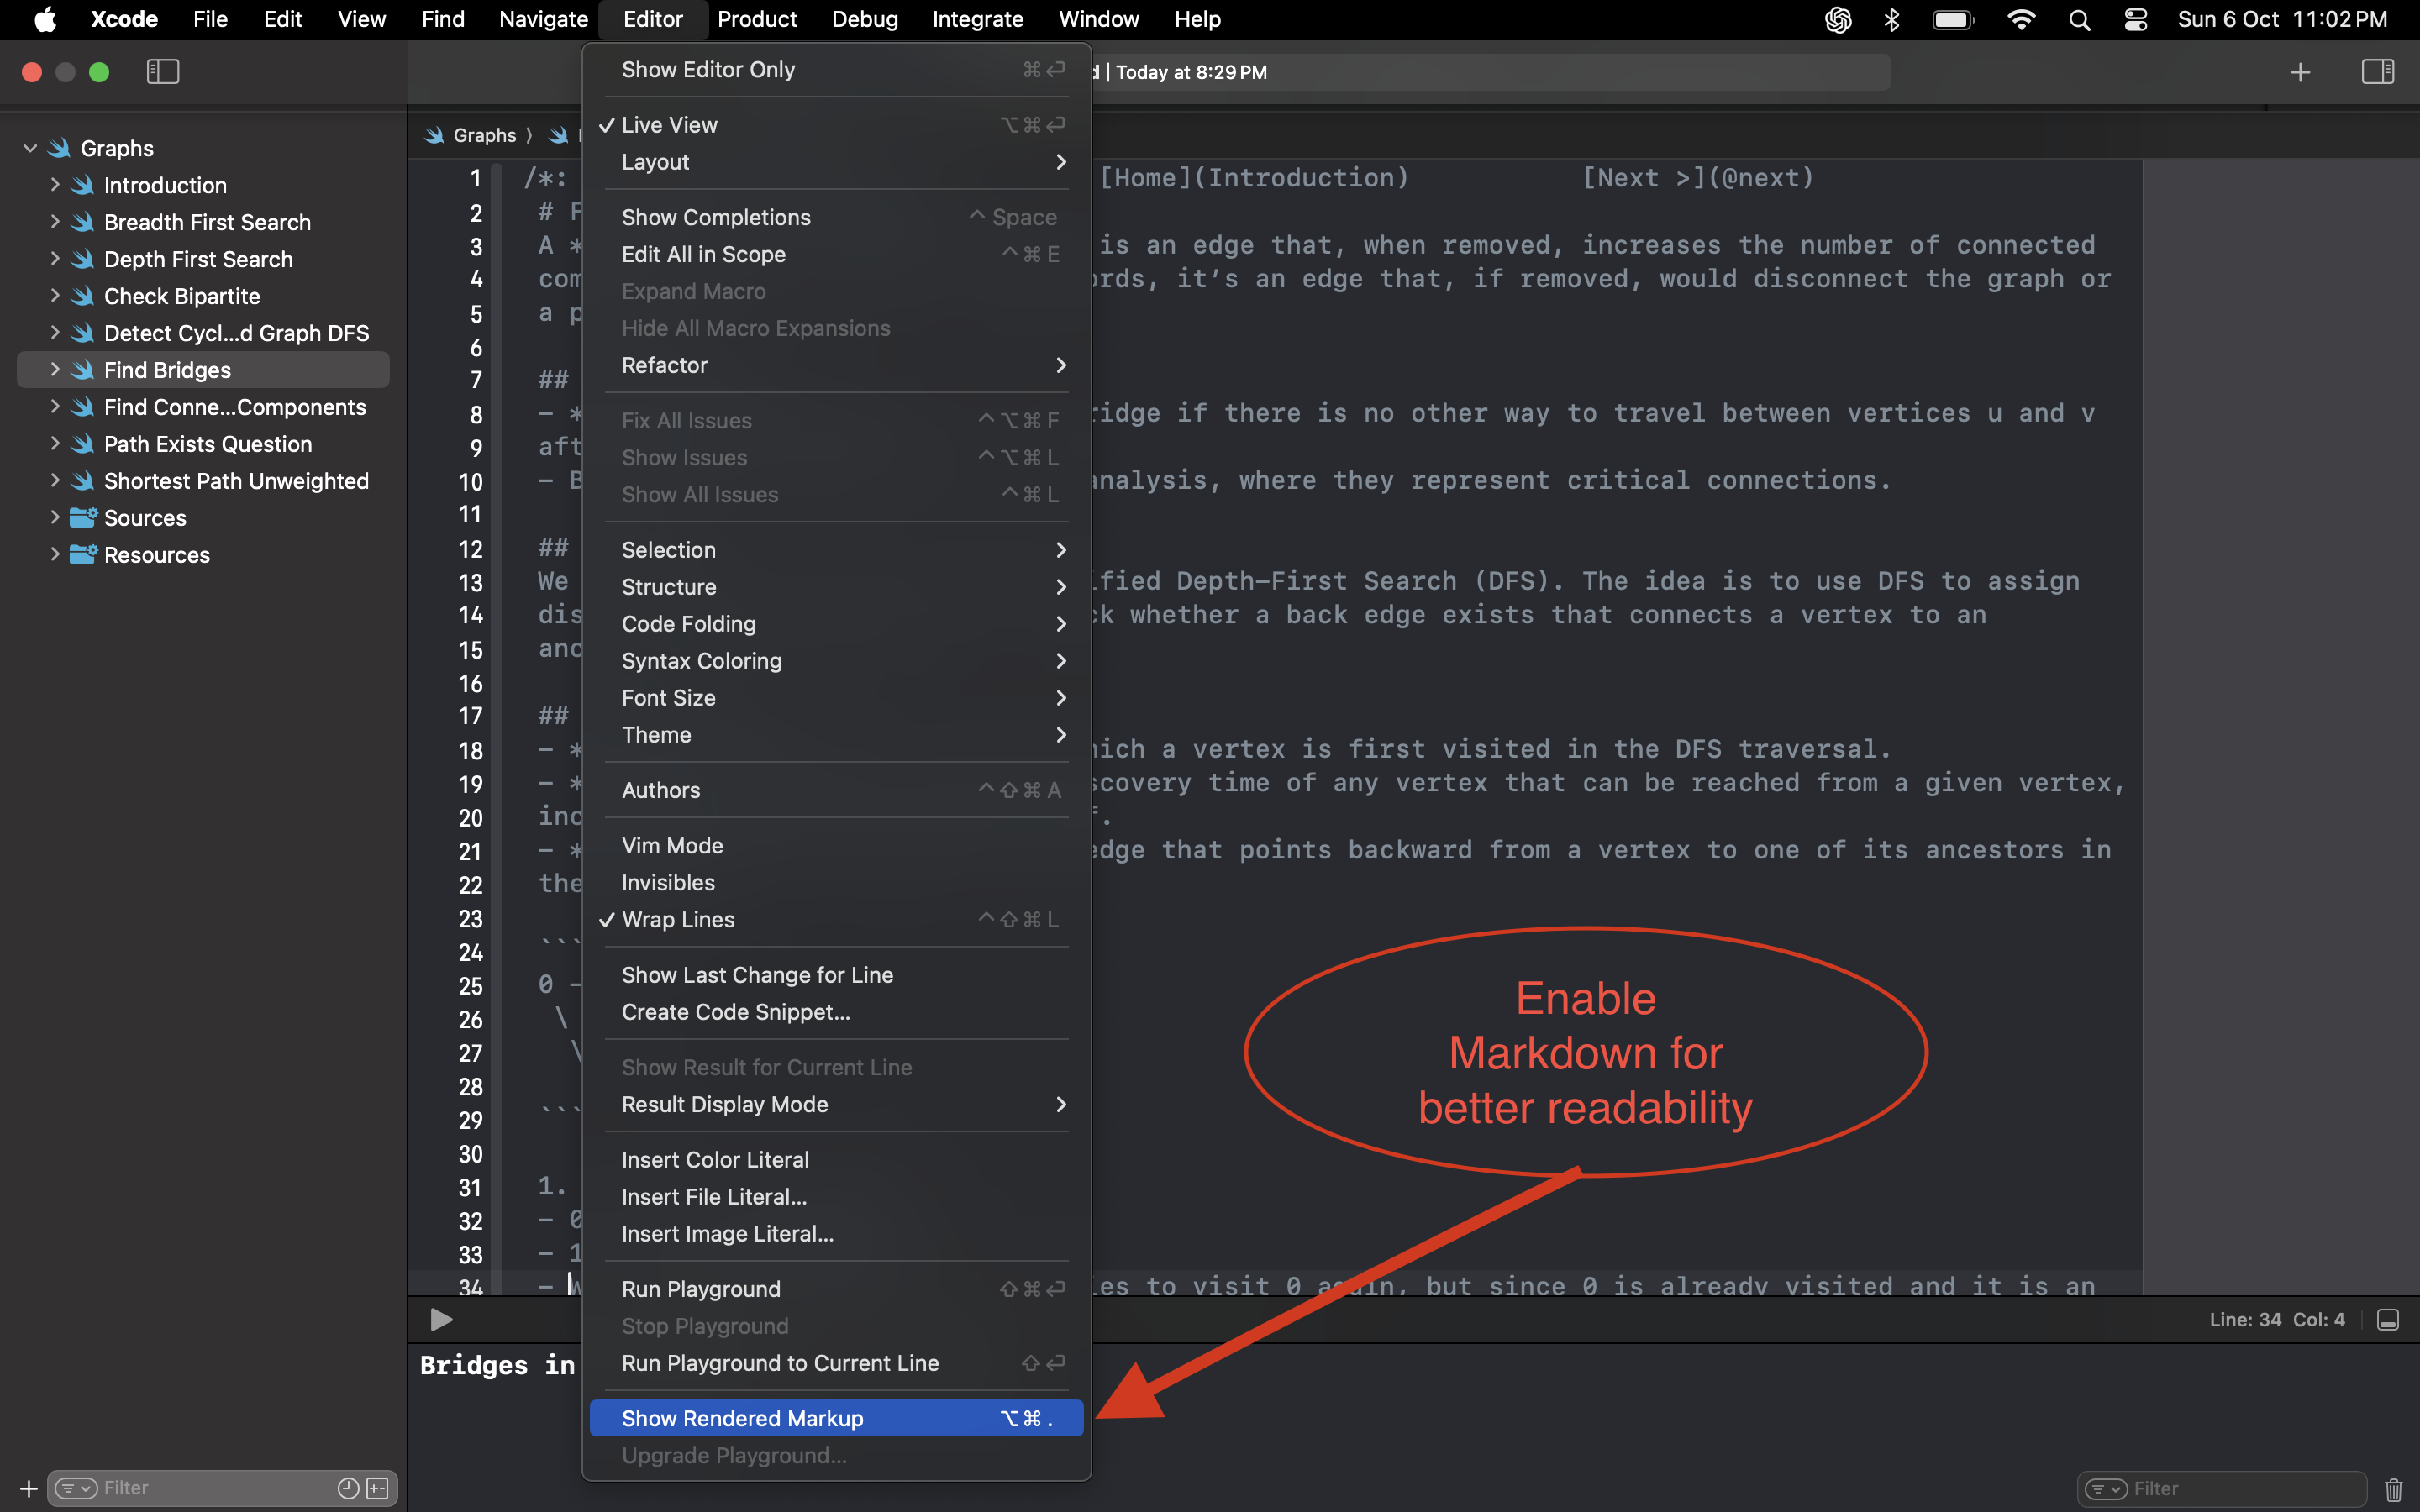 Xcode File Edit View Find Navigate Editor Product Debug Integrate Window Help Sun 6 Oct 11:02 PM
| Today at 8:29 PM
Graphs
Introduction
Breadth First Search
Depth First Search
Check Bipartite
Detect Cycl...d Graph DFS
Find Bridges
Find Conne...Components
Path Exists Question
Shortest Path Unweighted
Sources
Resources
Filter
Show Editor Only ⌘↩
✓ Live View ⌥⌘↩
Layout
Show Completions ^ Space
Edit All in Scope ^⌘E
Expand Macro
Hide All Macro Expansions
Refactor
Fix All Issues ^⌥⌘F
Show Issues ^⌥⌘L
Show All Issues ^⌘L
Selection
Structure
Code Folding
Syntax Coloring
Font Size
Theme
Authors ^⇧⌘A
Vim Mode
Invisibles
✓ Wrap Lines ^⇧⌘L
Show Last Change for Line
Create Code Snippet...
Show Result for Current Line
Result Display Mode
Insert Color Literal
Insert File Literal...
Insert Image Literal...
Run Playground ⇧⌘↩
Stop Playground
Run Playground to Current Line ⇧↩
Show Rendered Markup ⌥⌘.
Upgrade Playground...
Graphs 〉
1 /*: [Home](Introduction) [Next >](@next)
2 #
3 A * is an edge that, when removed, increases the number of connected
4 it’s an edge that, if removed, would disconnect the graph or
5 a
6
7 ##
8 - * if there is no other way to travel between vertices u and v
9
10 - where they represent critical connections.
11
12 ##
13 We Depth-First Search (DFS). The idea is to use DFS to assign
14 whether a back edge exists that connects a vertex to an
15
16
17 ##
18 - * a vertex is first visited in the DFS traversal.
19 - * time of any vertex that can be reached from a given vertex,
20
21 - * edge that points backward from a vertex to one of its ancestors in
22 the
23
24 ```
25 0 -
26 \
27 \
28
29 ```
30
31 1.
32 - 0
33 - 1
34 - to visit 0 again, but since 0 is already visited and it is an
Enable
Markdown for
better readability
Line: 34 Col: 4
Bridges in
Filter